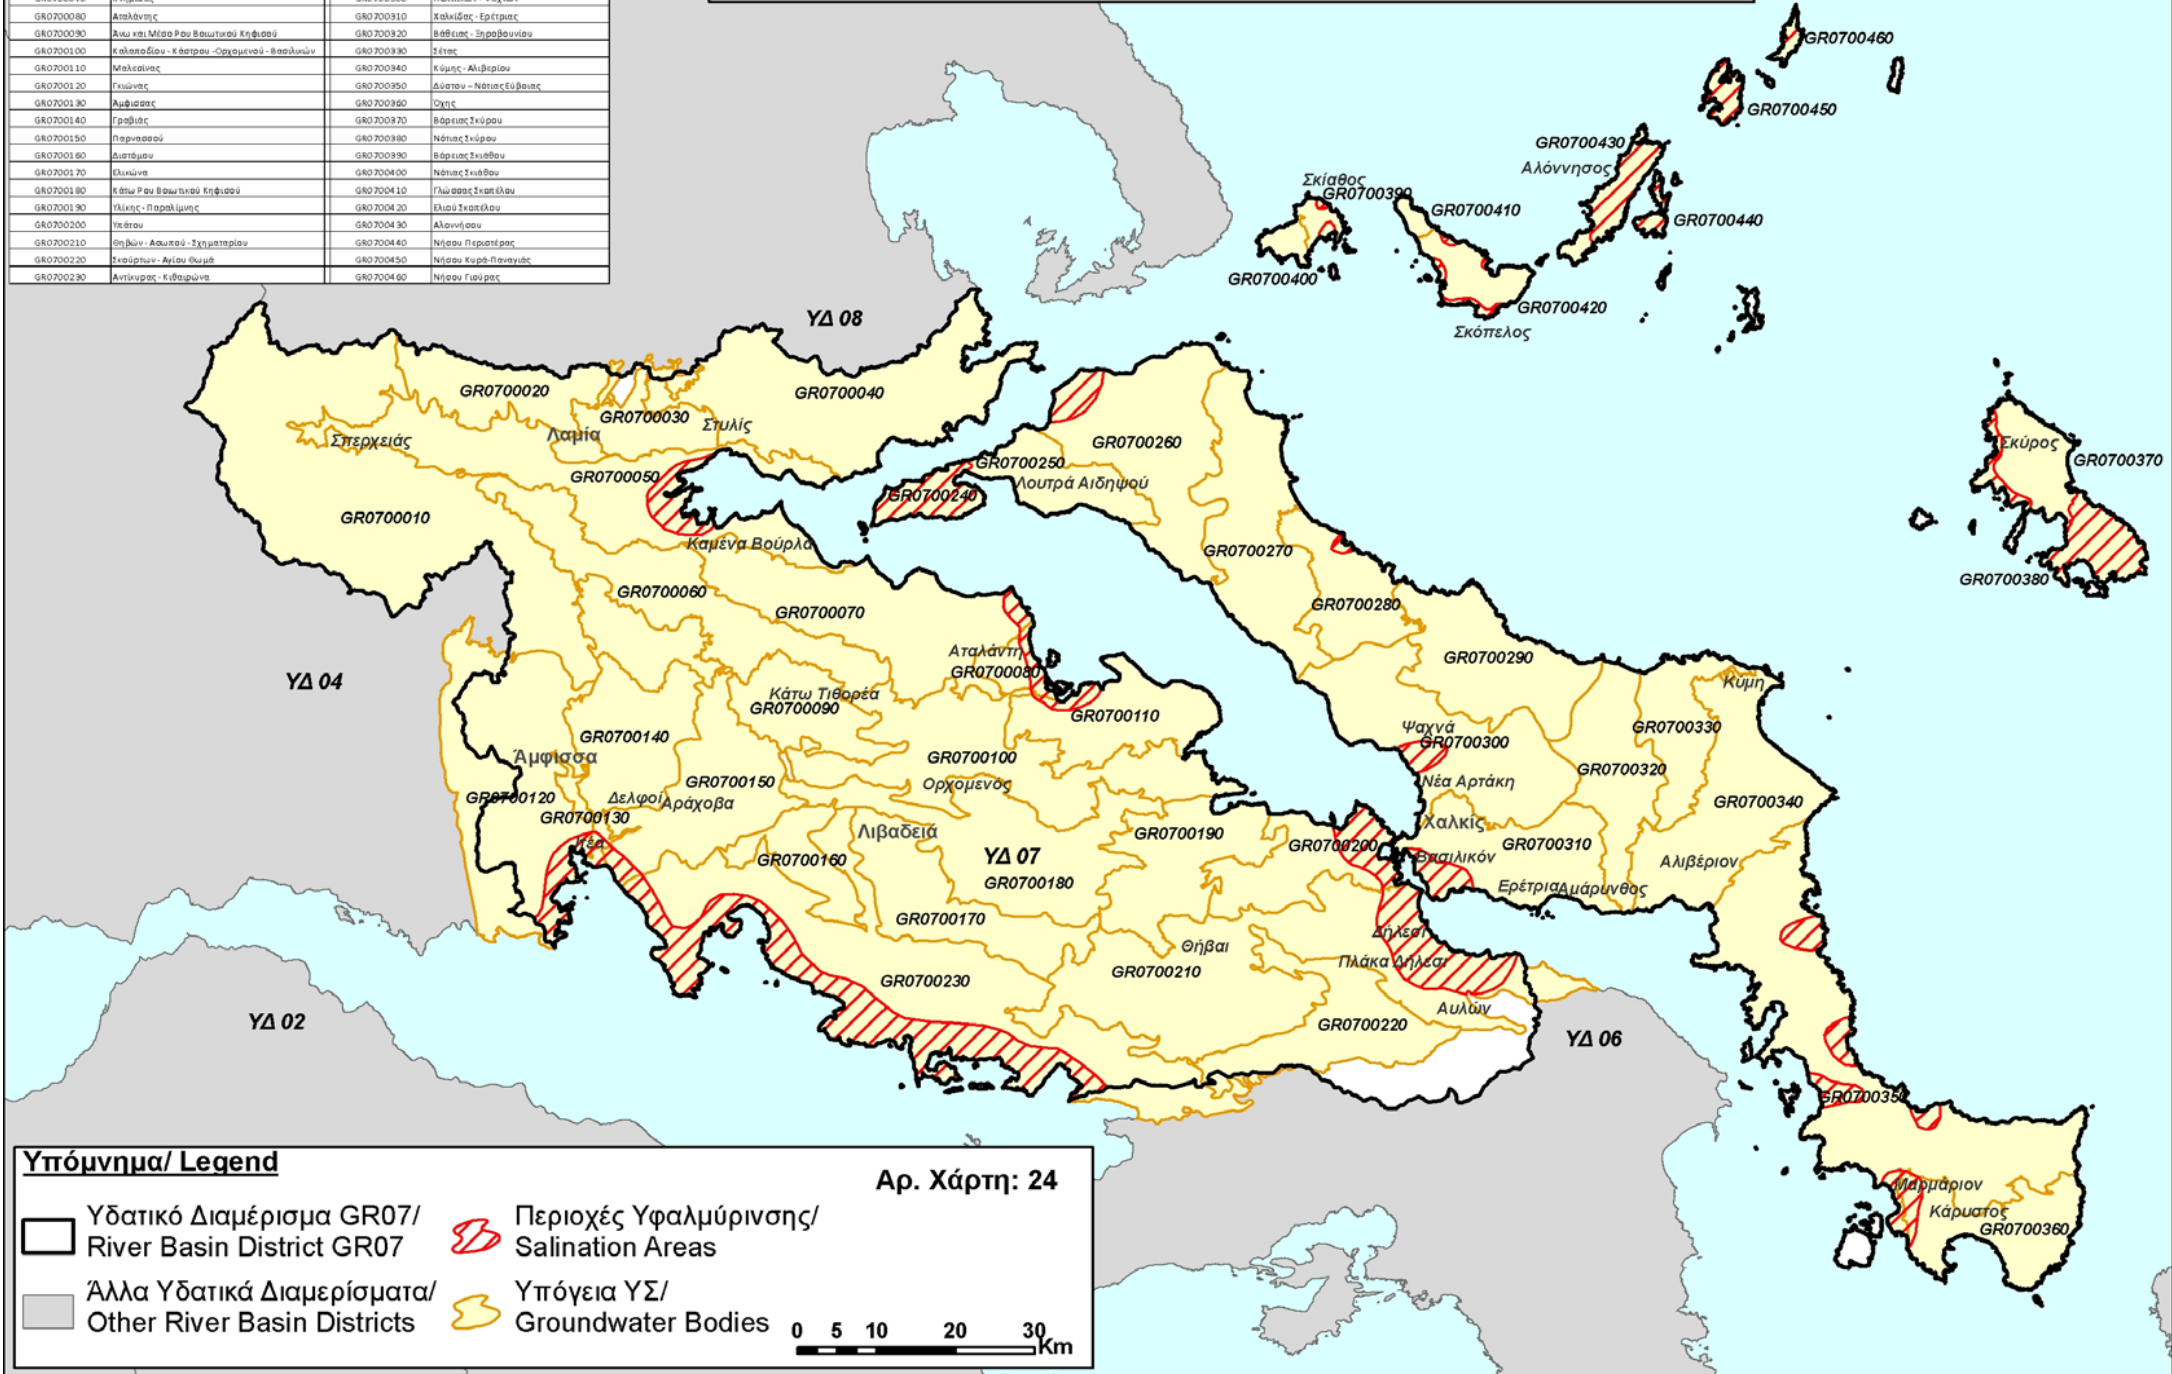 GR0700080 Αταλάντης GR0700310 Χαλκίδας - Ερέτριας
GR0700090 Άνω και Μέσο Ρου Βοιωτικού Κηφισού GR0700320 Βάθειας - Ξηροβουνίου
GR0700100 Καλαποδίου - Κάστρου -Ορχομενού - Βασιλικών GR0700330 Σέτας
GR0700110 Μαλεσίνας GR0700340 Κύμης - Αλιβερίου
GR0700120 Γκιώνας GR0700350 Δύστου – Νότιας Εύβοιας
GR0700130 Άμφισσας GR0700360 Όχης
GR0700140 Γραβιάς GR0700370 Βόρειας Σκύρου
GR0700150 Παρνασσού GR0700380 Νότιας Σκύρου
GR0700160 Διστόμου GR0700390 Βόρειας Σκιάθου
GR0700170 Ελικώνα GR0700400 Νότιας Σκιάθου
GR0700180 Κάτω Ρου Βοιωτικού Κηφισού GR0700410 Γλώσσας Σκοπέλου
GR0700190 Υλίκης - Παραλίμνης GR0700420 Ελιού Σκοπέλου
GR0700200 Υπάτου GR0700430 Αλοννήσου
GR0700210 Θηβών - Ασωπού - Σχηματαρίου GR0700440 Νήσου Περιστέρας
GR0700220 Σκούρτων - Αγίου Θωμά GR0700450 Νήσου Κυρά-Παναγιάς
GR0700230 Αντίκυρας - Κιθαιρώνα GR0700460 Νήσου Γιούρας
GR0700460
GR0700450
GR0700430
Αλόννησος
Σκίαθος
GR0700390
GR0700410
GR0700440
GR0700400
GR0700420
Σκόπελος
ΥΔ 08
GR0700020
GR0700040
GR0700030
Στυλίς
Λαμία
Σπερχειάς
GR0700260
GR0700250
Σκύρος
GR0700370
GR0700050
Λουτρά Αιδηψού
GR0700240
GR0700010
Καμένα Βούρλα
GR0700270
GR0700380
GR0700060
GR0700280
GR0700070
Αταλάντη
GR0700290
GR0700080
ΥΔ 04
Κύμη
Κάτω Τιθορέα
GR0700090
GR0700110
Ψαχνά
GR0700330
GR0700140
GR0700300
Άμφισσα
GR0700100
GR0700320
GR0700150
Ορχομενός
Νέα Αρτάκη
GR0700120
Δελφοί
Αράχοβα
GR0700340
GR0700130
Χαλκίς
Λιβαδειά
GR0700190
Ιτέα
GR0700200
GR0700310
ΥΔ 07
GR0700160
Βασιλικόν
Αλιβέριον
GR0700180
Ερέτρια
Αμάρυνθος
GR0700170
Δήλεσι
Θήβαι
Πλάκα Δήλεσι
GR0700210
GR0700230
Αυλών
ΥΔ 02
GR0700220
ΥΔ 06
GR0700350
Μαρμάριον
Κάρυστος
GR0700360
Υπόμνημα/ Legend
Αρ. Χάρτη: 24
Υδατικό Διαμέρισμα GR07/
River Basin District GR07
Περιοχές Υφαλμύρινσης/
Salination Areas
Άλλα Υδατικά Διαμερίσματα/
Other River Basin Districts
Υπόγεια ΥΣ/
Groundwater Bodies
0 5 10 20 30 Km